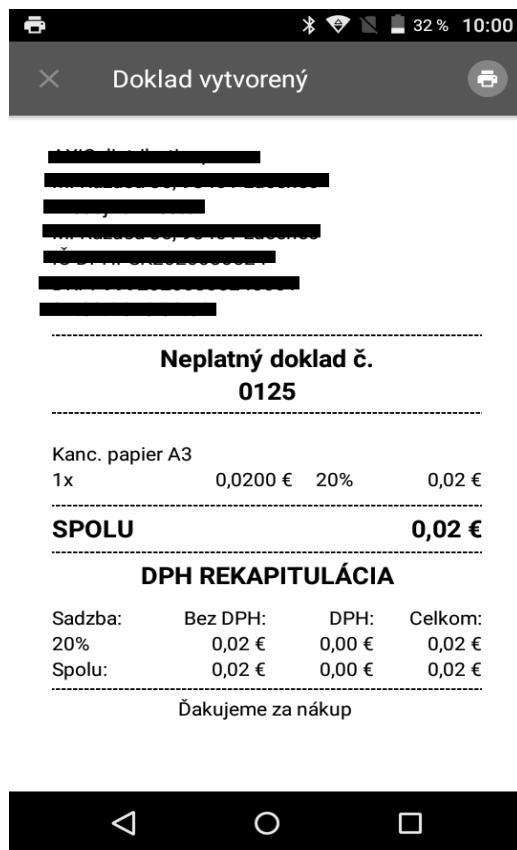 32 % 10:00
Doklad vytvorený
Neplatný doklad č.
0125
Kanc. papier A3
1x 0,0200 € 20% 0,02 €
SPOLU 0,02 €
DPH REKAPITULÁCIA
Sadzba: Bez DPH: DPH: Celkom:
20% 0,02 € 0,00 € 0,02 €
Spolu: 0,02 € 0,00 € 0,02 €
Ďakujeme za nákup